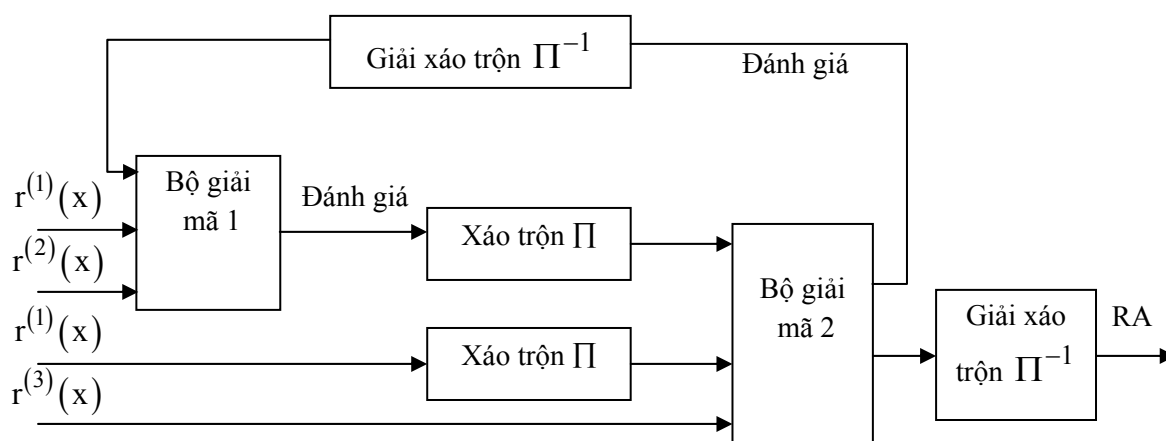 Giải xáo trộn Π⁻¹
Đánh giá
r⁽¹⁾(x)
Bộ giải
mã 1
Đánh giá
r⁽²⁾(x)
Xáo trộn Π
Bộ giải
mã 2
Giải xáo
trộn Π⁻¹
RA
r⁽¹⁾(x)
Xáo trộn Π
r⁽³⁾(x)